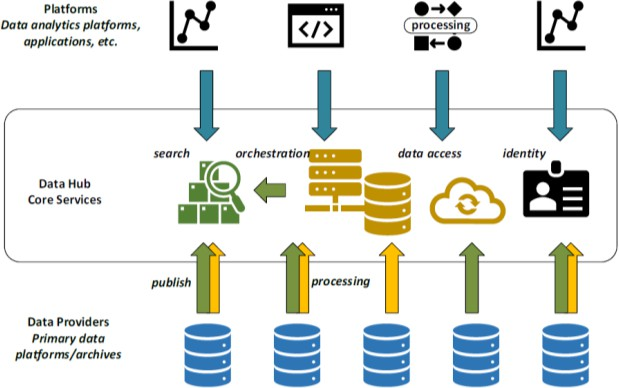 Platforms
Data analytics platforms,
applications, etc.
</>
processing
search
orchestration
data access
identity
Data Hub
Core Services
publish
processing
Data Providers
Primary data
platforms/archives